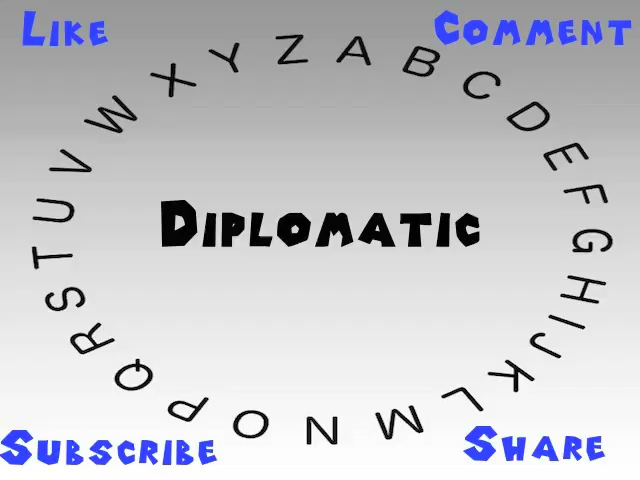 Like
Comment
A B C D E F G H I J K L M N O P Q R S T U V W X Y Z
Diplomatic
Subscribe
Share